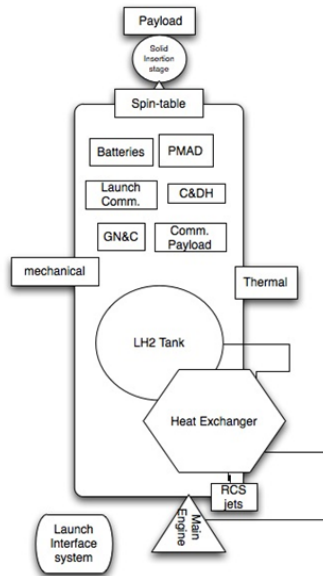 Payload
Solid
Insertion
stage
Spin-table
Batteries
PMAD
Launch
Comm.
C&DH
GN&C
Comm.
Payload
mechanical
Thermal
LH2 Tank
Heat Exchanger
RCS
jets
Main
Engine
Launch
Interface
system